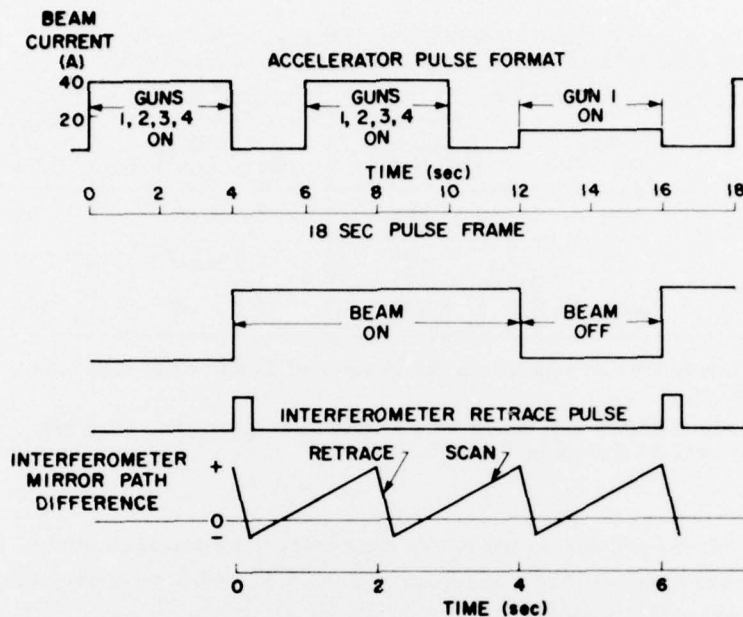 BEAM
CURRENT
(A)
ACCELERATOR PULSE FORMAT
40
20
GUNS
1, 2, 3, 4
ON
GUNS
1, 2, 3, 4
ON
GUN 1
ON
TIME (sec)
0 2 4 6 8 10 12 14 16 18
18 SEC PULSE FRAME
BEAM
ON
BEAM
OFF
INTERFEROMETER RETRACE PULSE
INTERFEROMETER
MIRROR PATH
DIFFERENCE
RETRACE
SCAN
+
0
−
0 2 4 6
TIME (sec)